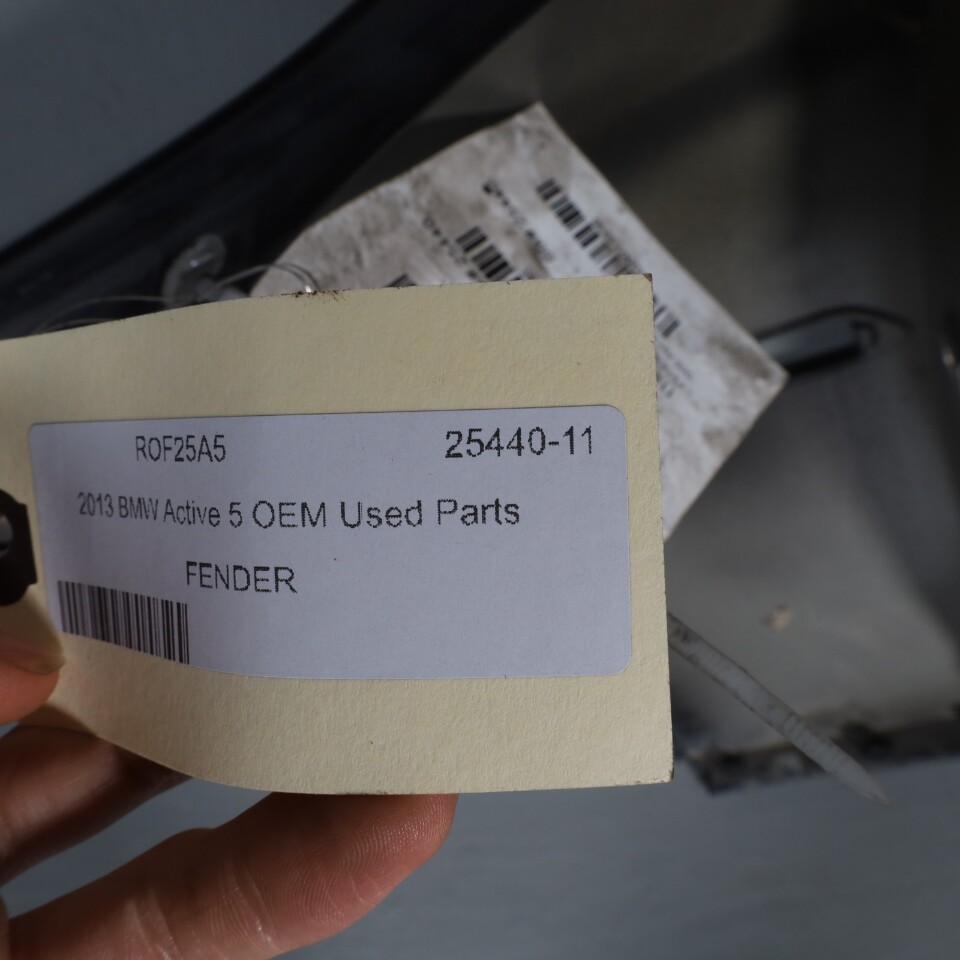 ROF25A5 25440-11
2013 BMW Active 5 OEM Used Parts
FENDER